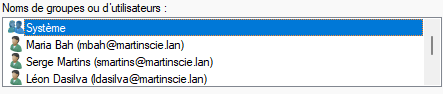 Noms de groupes ou d'utilisateurs :
Système
Maria Bah (mbah@martinscie.lan)
Serge Martins (smartins@martinscie.lan)
Léon Dasilva (ldasilva@martinscie.lan)